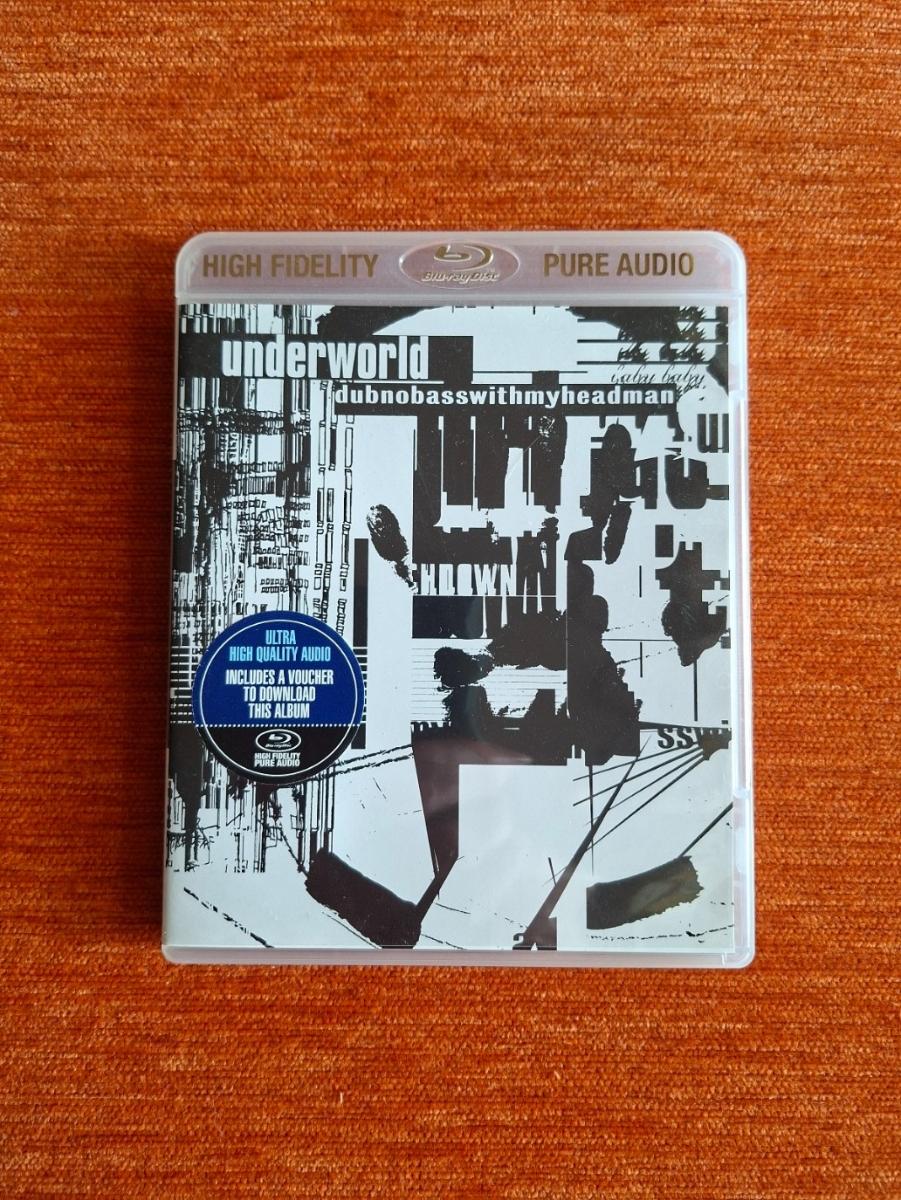 HIGH FIDELITY Blu-ray Disc PURE AUDIO
underworld
baby baby
dubnobasswithmyheadman
ULTRA
HIGH QUALITY AUDIO
INCLUDES A VOUCHER
TO DOWNLOAD
THIS ALBUM
Blu-ray Disc
HIGH FIDELITY
PURE AUDIO